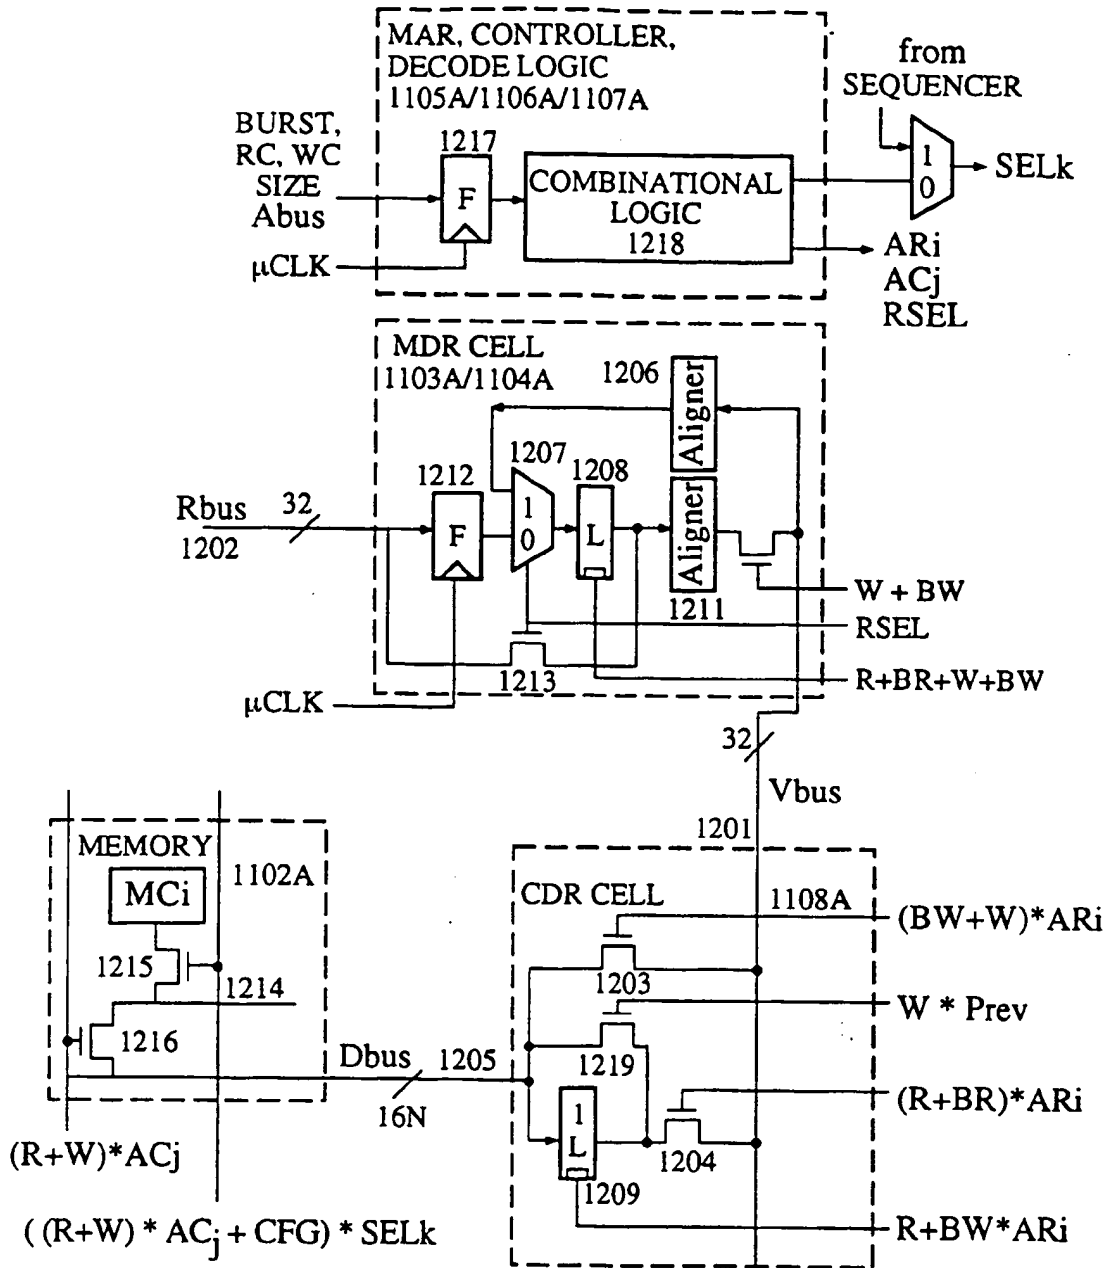 MAR, CONTROLLER,
DECODE LOGIC
1105A/1106A/1107A
from
SEQUENCER
BURST,
RC, WC
SIZE
Abus
1217
F
COMBINATIONAL
LOGIC
1218
1
0
SELk
μCLK
ARi
ACj
RSEL
MDR CELL
1103A/1104A
1206
Aligner
1207
1212
1208
Rbus
32
1202
F
1
0
L
Aligner
1211
W + BW
RSEL
1213
R+BR+W+BW
μCLK
32
Vbus
1201
MEMORY
1102A
MCi
1215
1214
1216
Dbus
1205
16N
(R+W)*ACj
((R+W) * ACj + CFG) * SELk
CDR CELL
1108A
(BW+W)*ARi
1203
W * Prev
1219
(R+BR)*ARi
1
L
1204
1209
R+BW*ARi